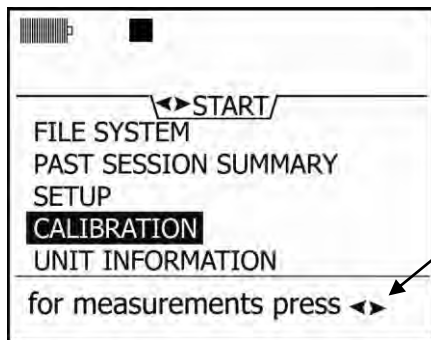 ◄►START
FILE SYSTEM
PAST SESSION SUMMARY
SETUP
CALIBRATION
UNIT INFORMATION
for measurements press ◄►